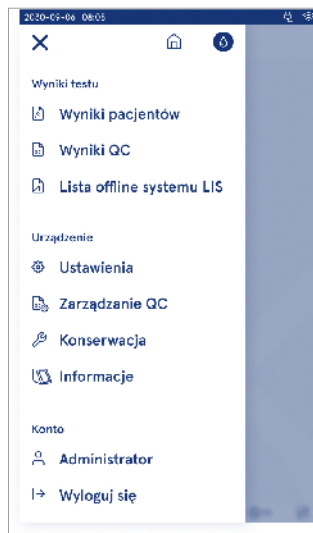 2030-09-06 08:05
Wyniki testu
Wyniki pacjentów
Wyniki QC
Lista offline systemu LIS
Urządzenie
Ustawienia
Zarządzanie QC
Konserwacja
Informacje
Konto
Administrator
Wyloguj się